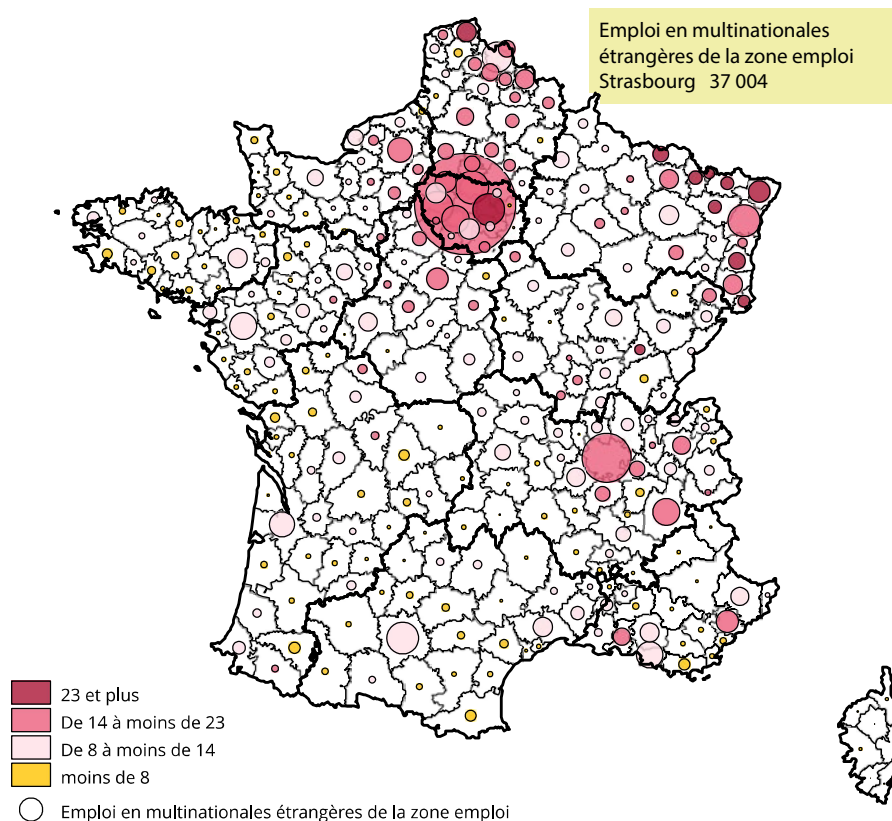 Emploi en multinationales
étrangères de la zone emploi
Strasbourg 37 004
23 et plus
De 14 à moins de 23
De 8 à moins de 14
moins de 8
Emploi en multinationales étrangères de la zone emploi